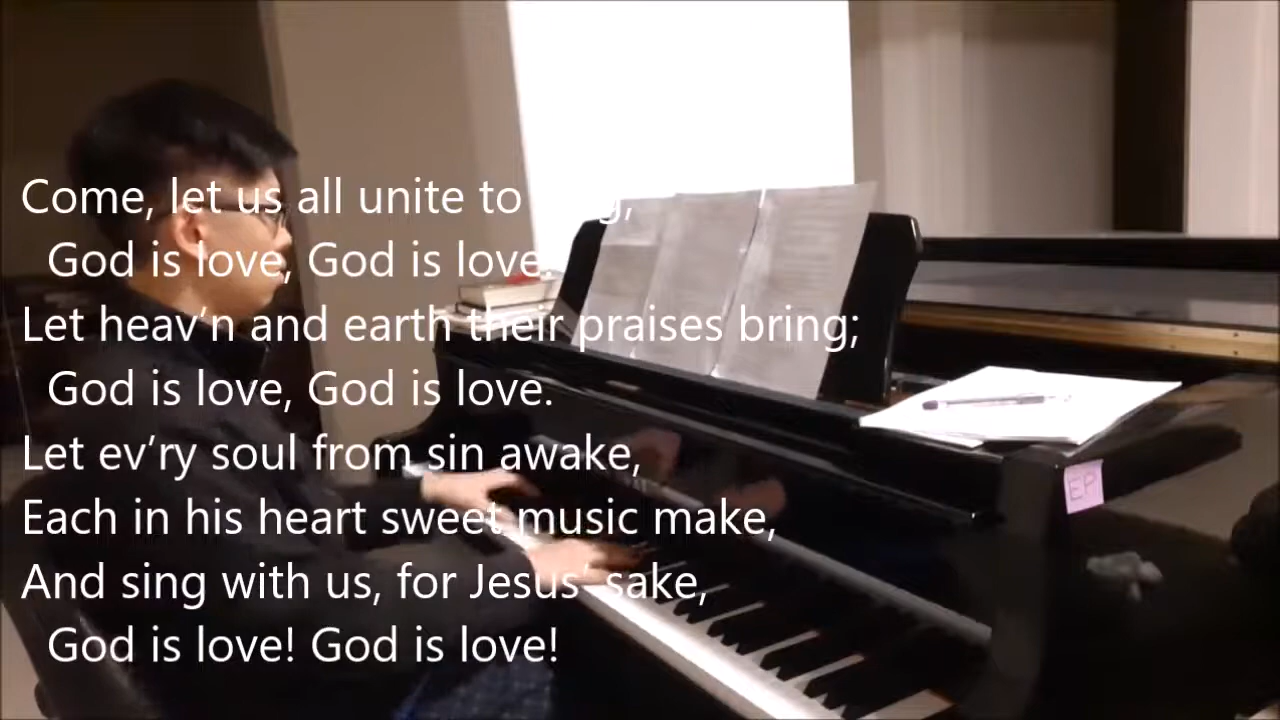 Come, let us all unite to sing,
God is love, God is love.
Let heav’n and earth their praises bring;
God is love, God is love.
Let ev’ry soul from sin awake,
Each in his heart sweet music make,
And sing with us, for Jesus’ sake,
God is love! God is love!
EP